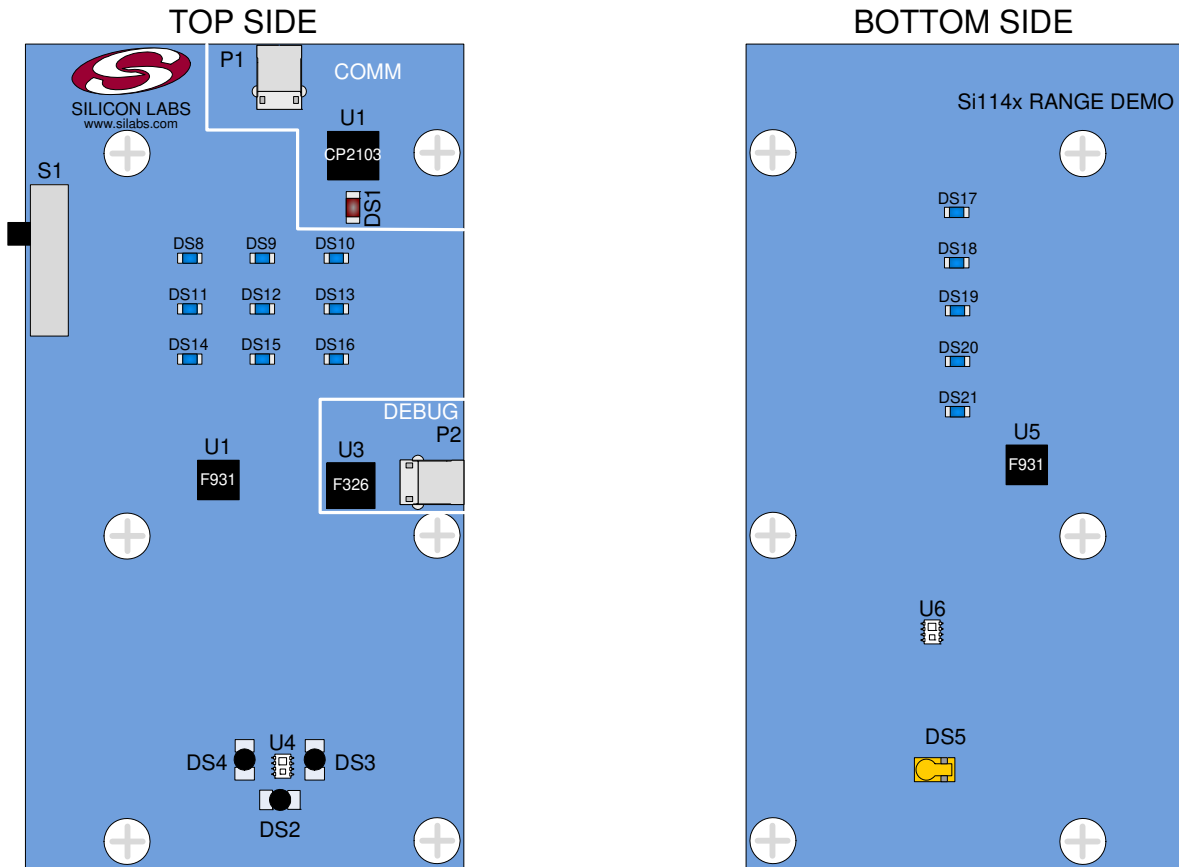 TOP SIDE
P1
COMM
SILICON LABS
www.silabs.com
U1
CP2103
S1
DS1
DS8 DS9 DS10
DS11 DS12 DS13
DS14 DS15 DS16
DEBUG
P2
U1
F931
U3
F326
U4
DS4
DS3
DS2
BOTTOM SIDE
Si114x RANGE DEMO
DS17
DS18
DS19
DS20
DS21
U5
F931
U6
DS5